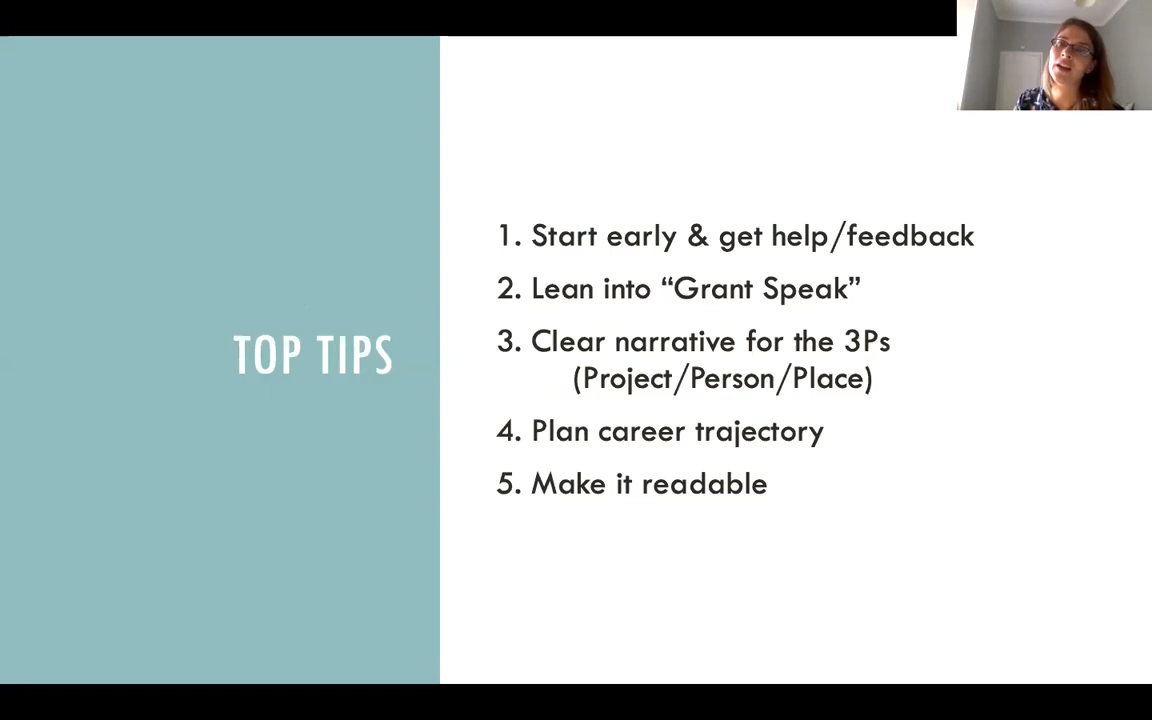 TOP TIPS
1. Start early & get help/feedback
2. Lean into “Grant Speak”
3. Clear narrative for the 3Ps
(Project/Person/Place)
4. Plan career trajectory
5. Make it readable